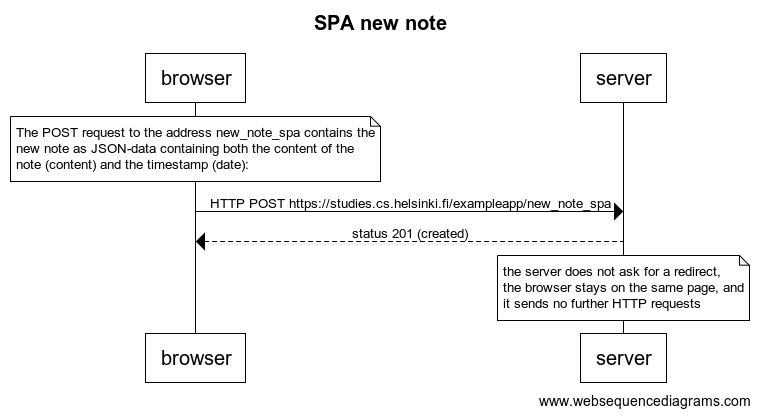 SPA new note
browser
server
The POST request to the address new_note_spa contains the
new note as JSON-data containing both the content of the
note (content) and the timestamp (date):
HTTP POST https://studies.cs.helsinki.fi/exampleapp/new_note_spa
status 201 (created)
the server does not ask for a redirect,
the browser stays on the same page, and
it sends no further HTTP requests
browser
server
www.websequencediagrams.com